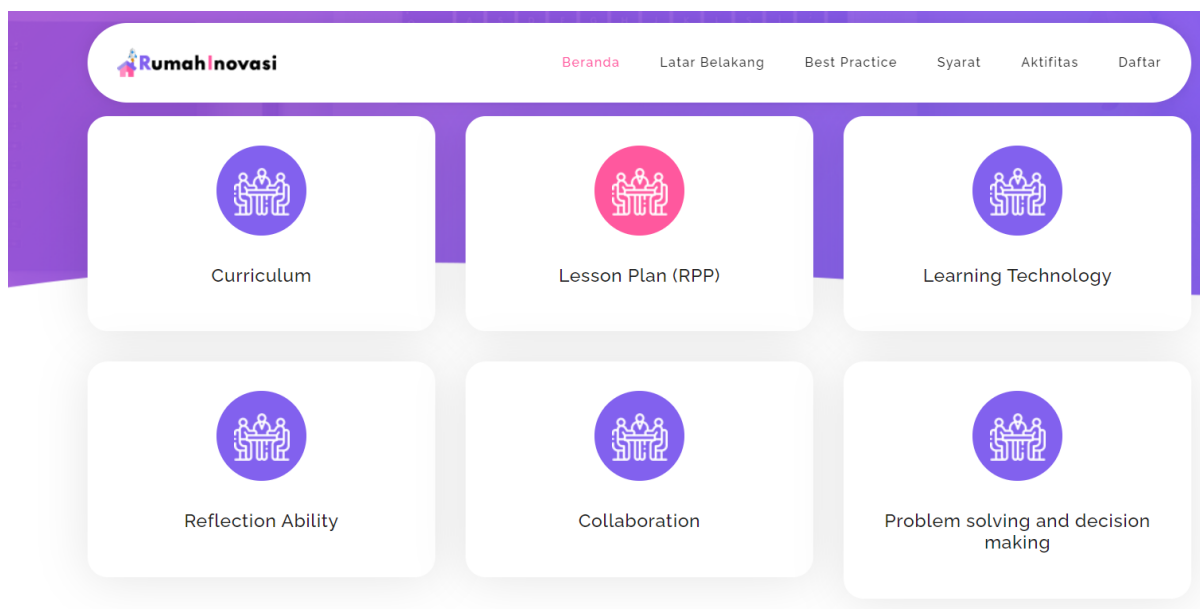 RumahInovasi
Beranda
Latar Belakang
Best Practice
Syarat
Aktifitas
Daftar
Curriculum
Lesson Plan (RPP)
Learning Technology
Reflection Ability
Collaboration
Problem solving and decision
making